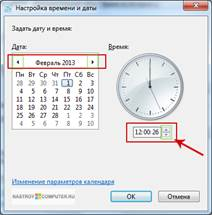 Настройка времени и даты
Задать дату и время:
Дата: Время:
Февраль 2013
Пн Вт Ср Чт Пт Сб Вс
28 29 30 31 1 2 3
4 5 6 7 8 9 10
11 12 13 14 15 16 17
18 19 20 21 22 23 24
25 26 27 28 1 2 3
4 5 6 7 8 9 10
12:00:26
Изменение параметров календаря
NASTROYCOMPUTER.RU
ОК Отмена